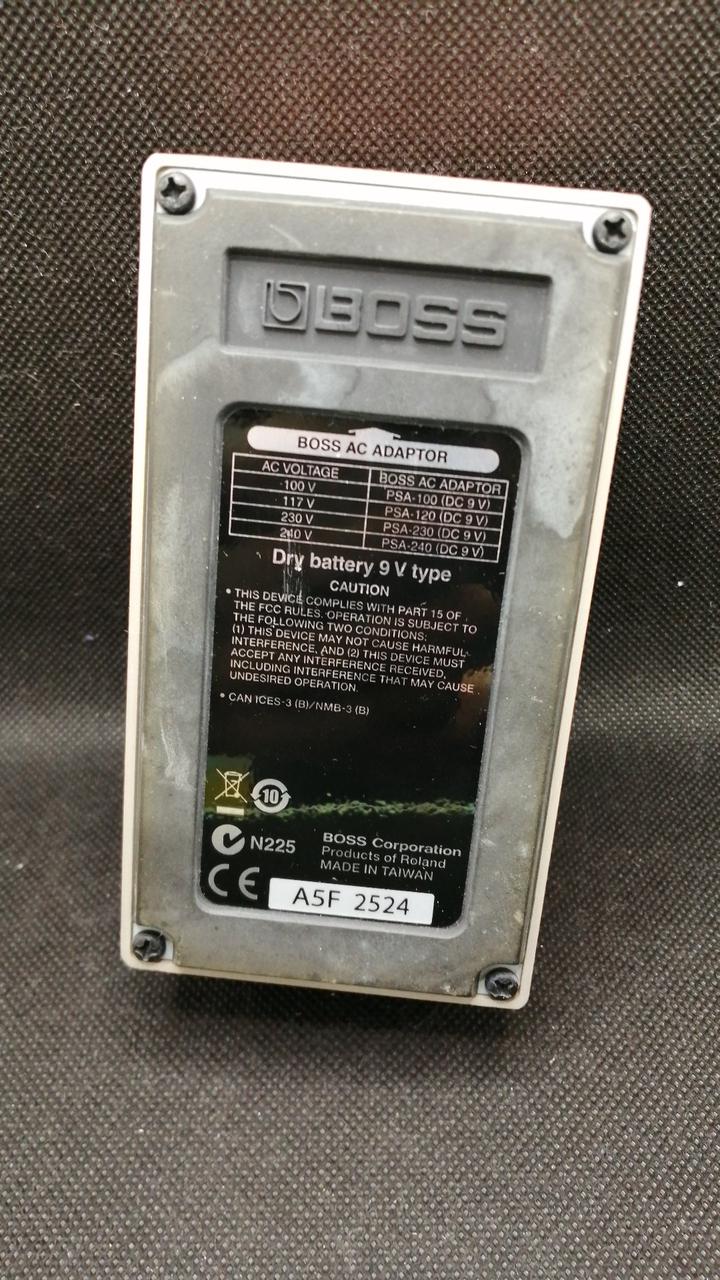 BOSS
BOSS AC ADAPTOR
AC VOLTAGE BOSS AC ADAPTOR
100 V PSA-100 (DC 9 V)
117 V PSA-120 (DC 9 V)
230 V PSA-230 (DC 9 V)
240 V PSA-240 (DC 9 V)
Dry battery 9 V type
CAUTION
• THIS DEVICE COMPLIES WITH PART 15 OF
THE FCC RULES. OPERATION IS SUBJECT TO
THE FOLLOWING TWO CONDITIONS:
(1) THIS DEVICE MAY NOT CAUSE HARMFUL
INTERFERENCE, AND (2) THIS DEVICE MUST
ACCEPT ANY INTERFERENCE RECEIVED,
INCLUDING INTERFERENCE THAT MAY CAUSE
UNDESIRED OPERATION.
• CAN ICES-3 (B)/NMB-3 (B)
10
N225
BOSS Corporation
Products of Roland
MADE IN TAIWAN
CE
A5F 2524